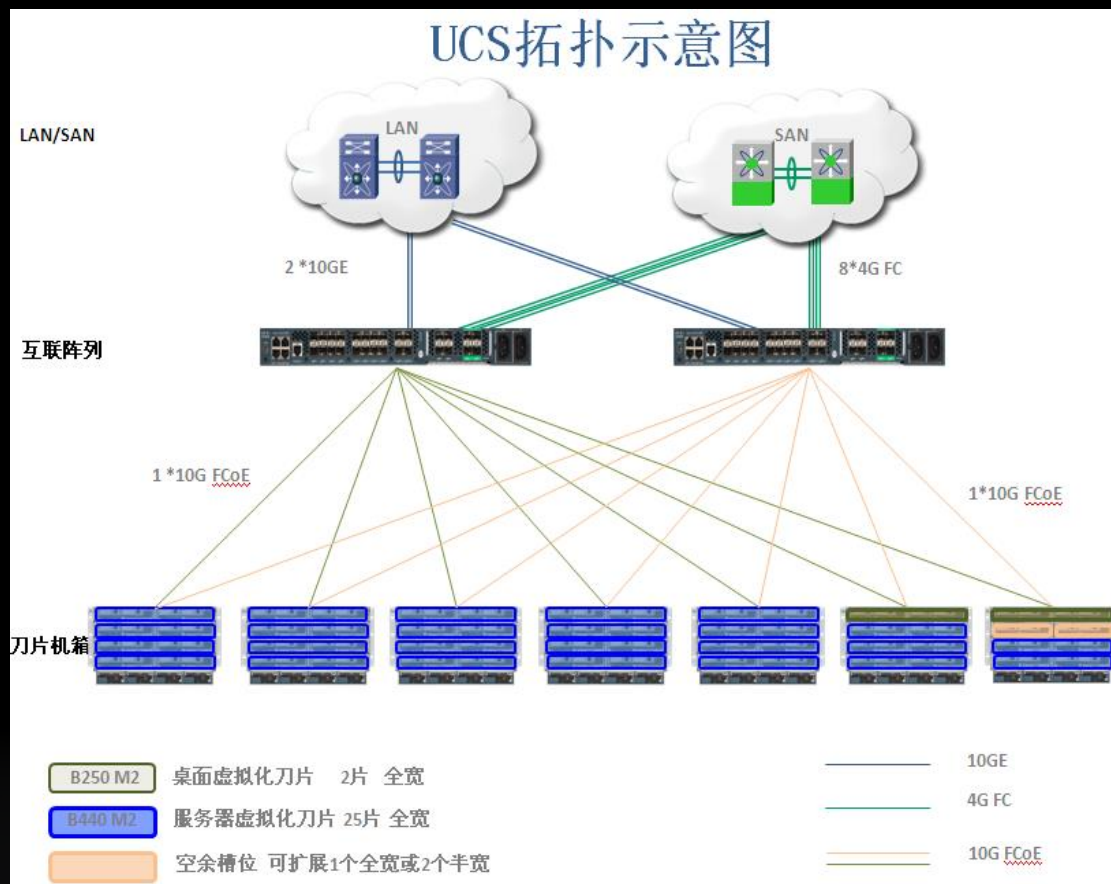 UCS拓扑示意图
LAN/SAN
LAN
SAN
2 *10GE
8*4G FC
互联阵列
1 *10G FCoE
1*10G FCoE
刀片机箱
B250 M2 桌面虚拟化刀片 2片 全宽
B440 M2 服务器虚拟化刀片 25片 全宽
空余槽位 可扩展1个全宽或2个半宽
10GE
4G FC
10G FCoE